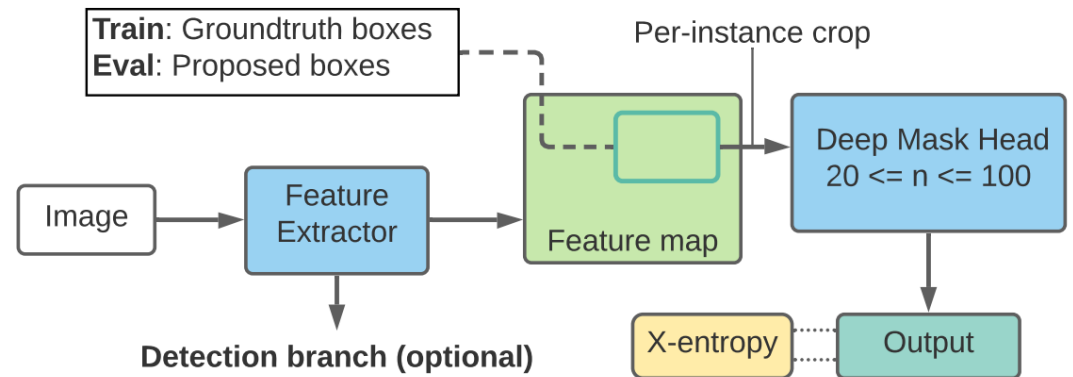 Train: Groundtruth boxes
Eval: Proposed boxes
Per-instance crop
Image
Feature
Extractor
Feature map
Deep Mask Head
20 <= n <= 100
Detection branch (optional)
X-entropy
Output